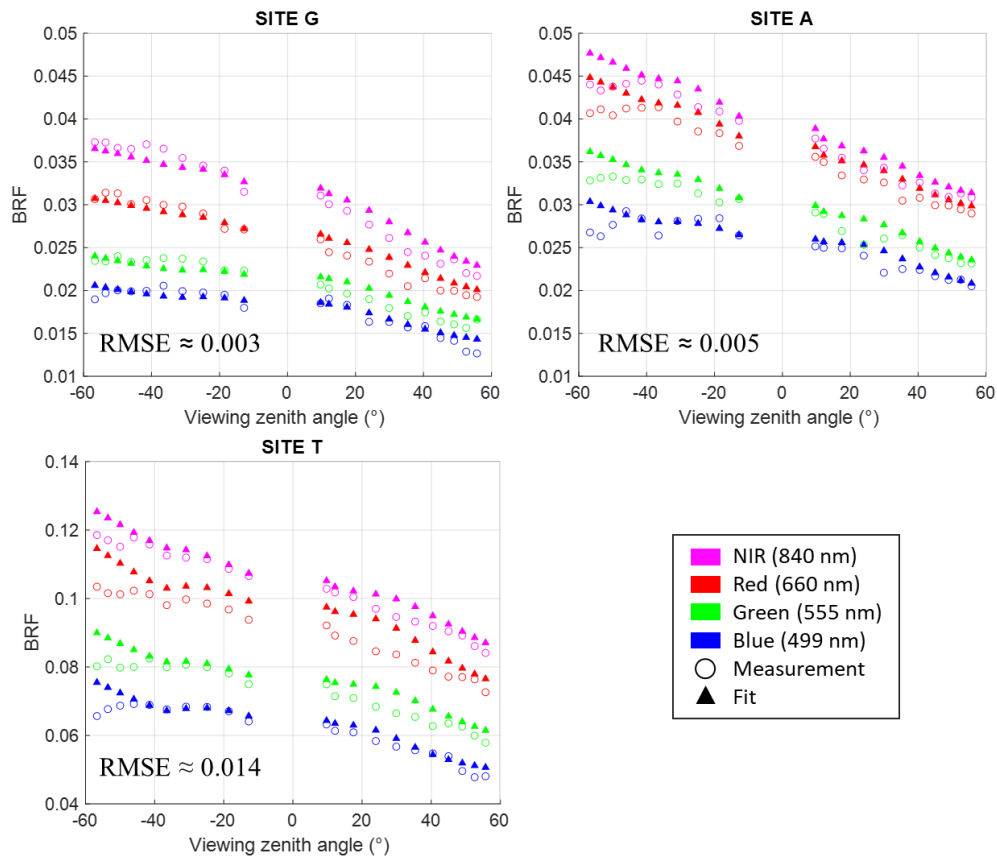 SITE G
0.05
0.045
0.04
0.035
0.03
0.025
0.02
0.015
0.01
BRF
RMSE ≈ 0.003
-60 -40 -20 0 20 40 60
Viewing zenith angle (°)
SITE A
0.05
0.045
0.04
0.035
0.03
0.025
0.02
0.015
0.01
BRF
RMSE ≈ 0.005
-60 -40 -20 0 20 40 60
Viewing zenith angle (°)
SITE T
0.14
0.12
0.1
0.08
0.06
0.04
BRF
RMSE ≈ 0.014
-60 -40 -20 0 20 40 60
Viewing zenith angle (°)
NIR (840 nm)
Red (660 nm)
Green (555 nm)
Blue (499 nm)
Measurement
Fit